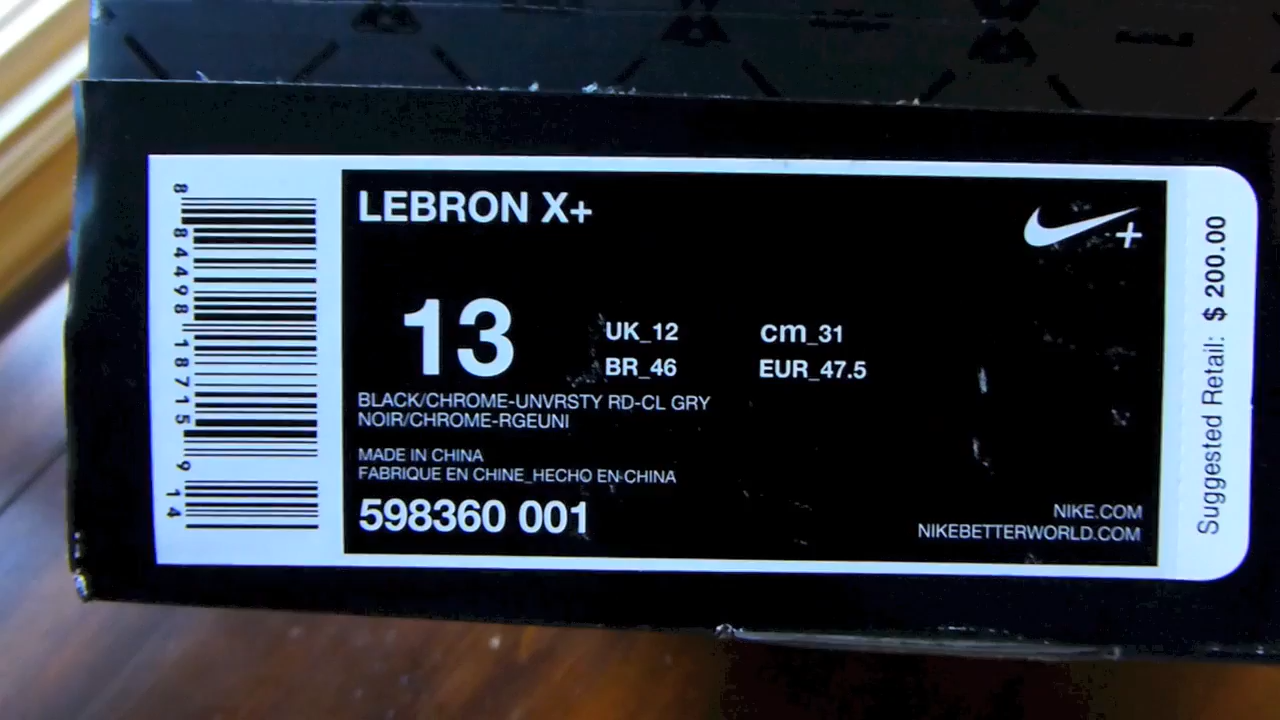 LEBRON X+
13
UK_12
cm_31
BR_46
EUR_47.5
BLACK/CHROME-UNVRSTY RD-CL GRY
NOIR/CHROME-RGEUNI
MADE IN CHINA
FABRIQUE EN CHINE_HECHO EN CHINA
598360 001
NIKE.COM
NIKEBETTERWORLD.COM
Suggested Retail: $ 200.00
8 84498 18715 9 14